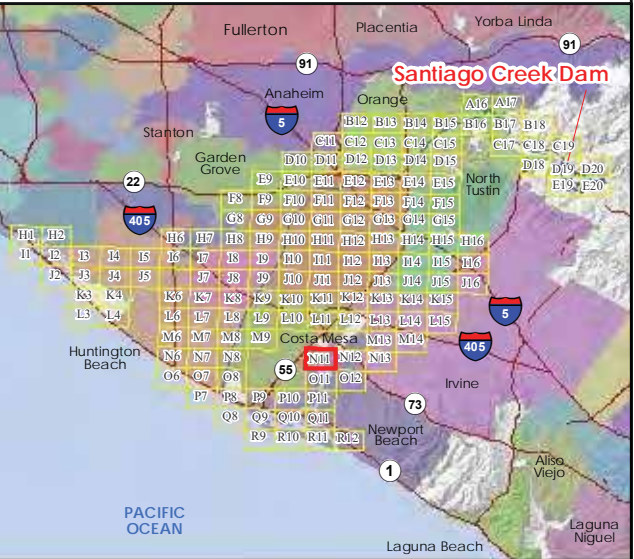 Fullerton
Placentia
Yorba Linda
91
91
Santiago Creek Dam
Anaheim
Orange
A16 A17
5
B12 B13 B14 B15 B16 B17 B18
Stanton
C11 C12 C13 C14 C15 C17 C18 C19
Garden
Grove
D10 D11 D12 D13 D14 D15 D18 D19 D20
North
Tustin
E9 E10 E11 E12 E13 E14 E15 E19 E20
22
F8 F9 F10 F11 F12 F13 F14 F15
405
G8 G9 G10 G11 G12 G13 G14 G15
H1 H2 H6 H7 H8 H9 H10 H11 H12 H13 H14 H15 H16
I1 I2 I3 I4 I5 I6 I7 I8 I9 I10 I11 I12 I13 I14 I15 I16
J2 J3 J4 J5 J7 J8 J9 J10 J11 J12 J13 J14 J15 J16
K3 K4 K6 K7 K8 K9 K10 K11 K12 K13 K14 K15
5
L3 L4 L6 L7 L8 L9 L10 L11 L12 L13 L14 L15
M6 M7 M8 M9 Costa Mesa M13 M14
405
Huntington
Beach
N6 N7 N8 N11 N12 N13
55
O6 O7 O8 O11 O12
Irvine
P7 P8 P9 P10 P11
73
Q8 Q9 Q10 Q11
Newport
Beach
R9 R10 R11 R12
Aliso
Viejo
1
PACIFIC
OCEAN
Laguna
Niguel
Laguna Beach